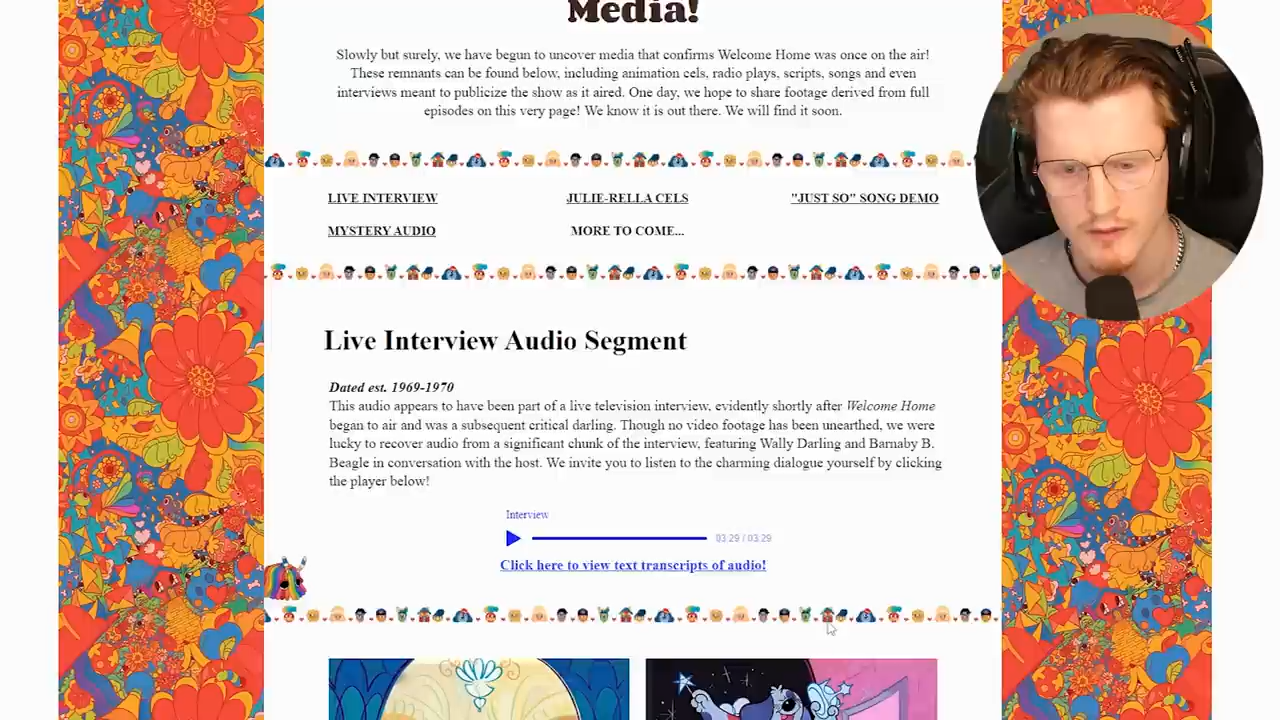 Media!
Slowly but surely, we have begun to uncover media that confirms Welcome Home was once on the air!
These remnants can be found below, including animation cels, radio plays, scripts, songs and even
interviews meant to publicize the show as it aired. One day, we hope to share footage derived from full
episodes on this very page! We know it is out there. We will find it soon.
LIVE INTERVIEW
JULIE-RELLA CELS
"JUST SO" SONG DEMO
MYSTERY AUDIO
MORE TO COME...
Live Interview Audio Segment
Dated est. 1969-1970
This audio appears to have been part of a live television interview, evidently shortly after Welcome Home
began to air and was a subsequent critical darling. Though no video footage has been unearthed, we were
lucky to recover audio from a significant chunk of the interview, featuring Wally Darling and Barnaby B.
Beagle in conversation with the host. We invite you to listen to the charming dialogue yourself by clicking
the player below!
Interview
03:29 / 03:29
Click here to view text transcripts of audio!